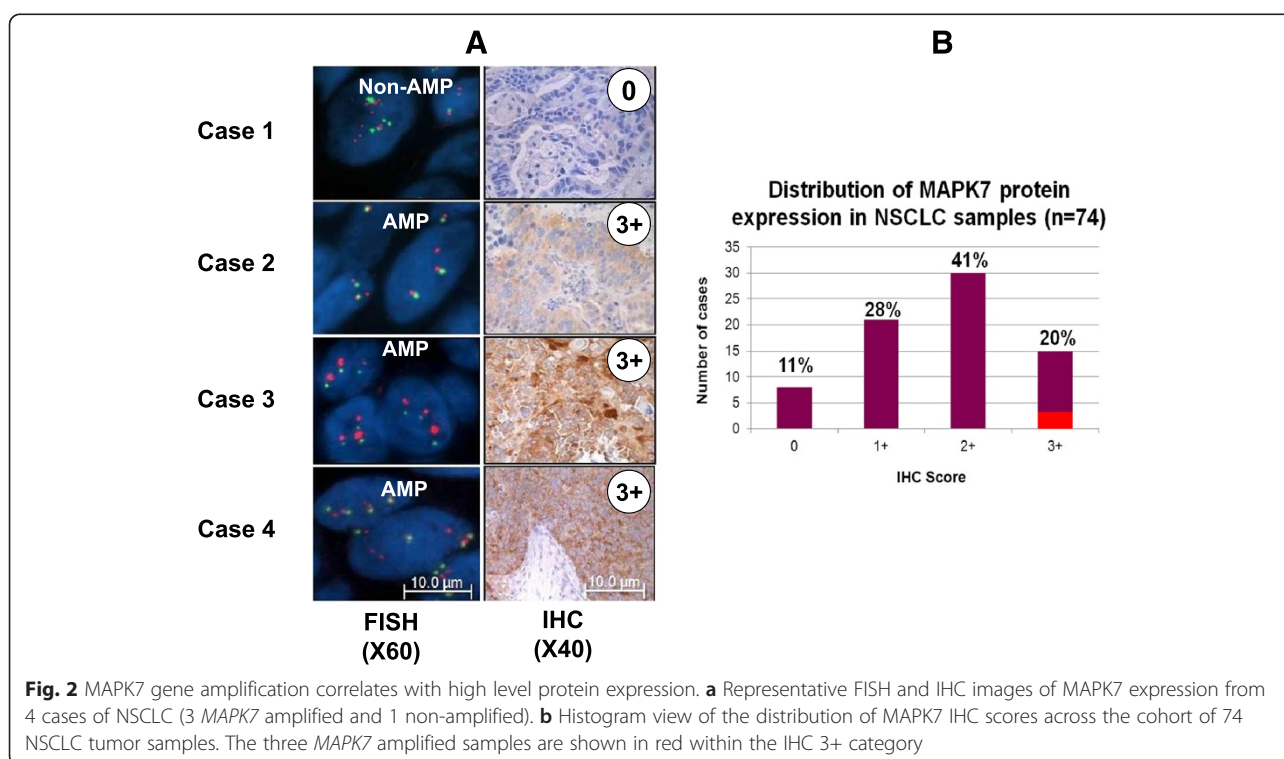 A
B
Case 1
Non-AMP
0
Case 2
AMP
3+
Case 3
AMP
3+
Case 4
AMP
3+
10.0 µm
10.0 µm
FISH
(X60)
IHC
(X40)
Distribution of MAPK7 protein
expression in NSCLC samples (n=74)
Number of cases
35
30
25
20
15
10
5
0
11%
28%
41%
20%
0
1+
2+
3+
IHC Score
Fig. 2 MAPK7 gene amplification correlates with high level protein expression. a Representative FISH and IHC images of MAPK7 expression from
4 cases of NSCLC (3 MAPK7 amplified and 1 non-amplified). b Histogram view of the distribution of MAPK7 IHC scores across the cohort of 74
NSCLC tumor samples. The three MAPK7 amplified samples are shown in red within the IHC 3+ category